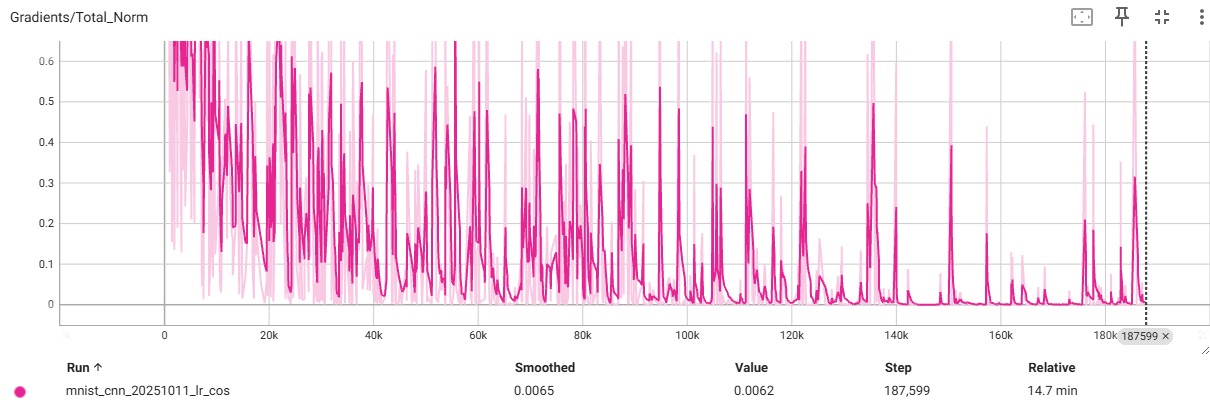 Gradients/Total_Norm
0.6
0.5
0.4
0.3
0.2
0.1
0
0 20k 40k 60k 80k 100k 120k 140k 160k 180k 187599 ✕
Run ↑ Smoothed Value Step Relative
mnist_cnn_20251011_lr_cos 0.0065 0.0062 187,599 14.7 min